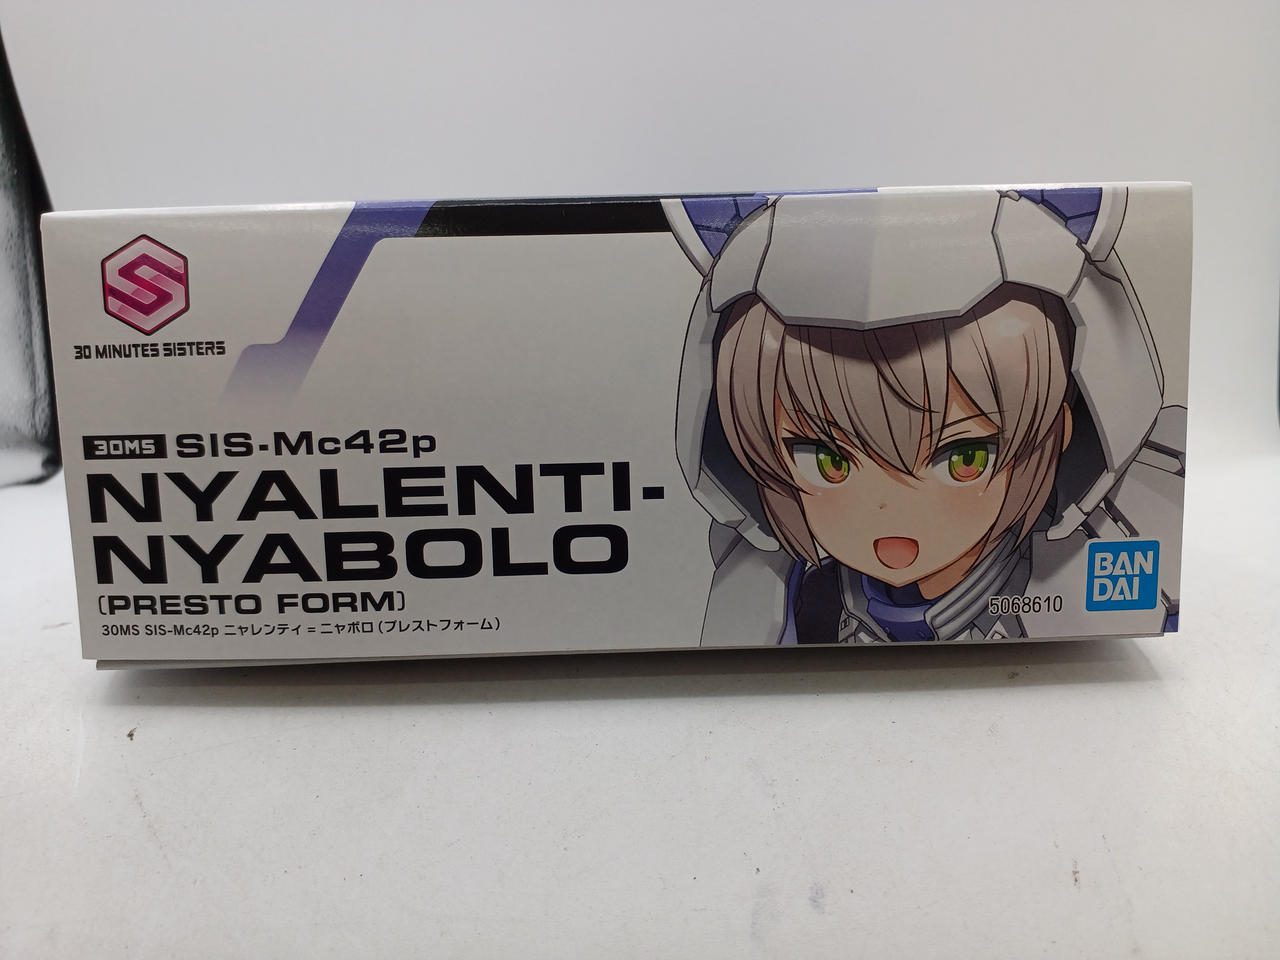 30 MINUTES SISTERS
30MS SIS-Mc42p
NYALENTI-
NYABOLO
(PRESTO FORM)
30MS SIS-Mc42p ニャレンティ=ニャボロ(プレストフォーム)
5068610
BAN
DAI